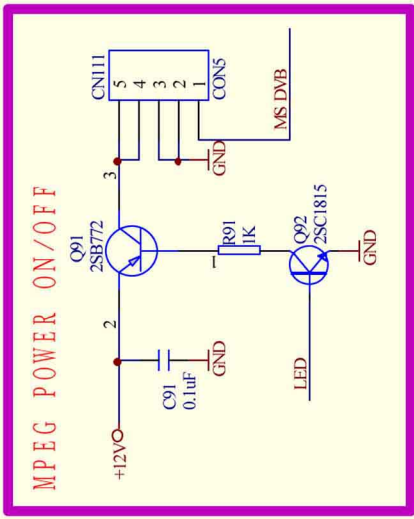 MPEG POWER ON/OFF
+12V
2
C91
0.1uF
GND
Q91
2SB772
3
1
R91
1K
LED
Q92
2SC1815
GND
CN111
5
4
3
2
1
CON5
GND
MS DVB